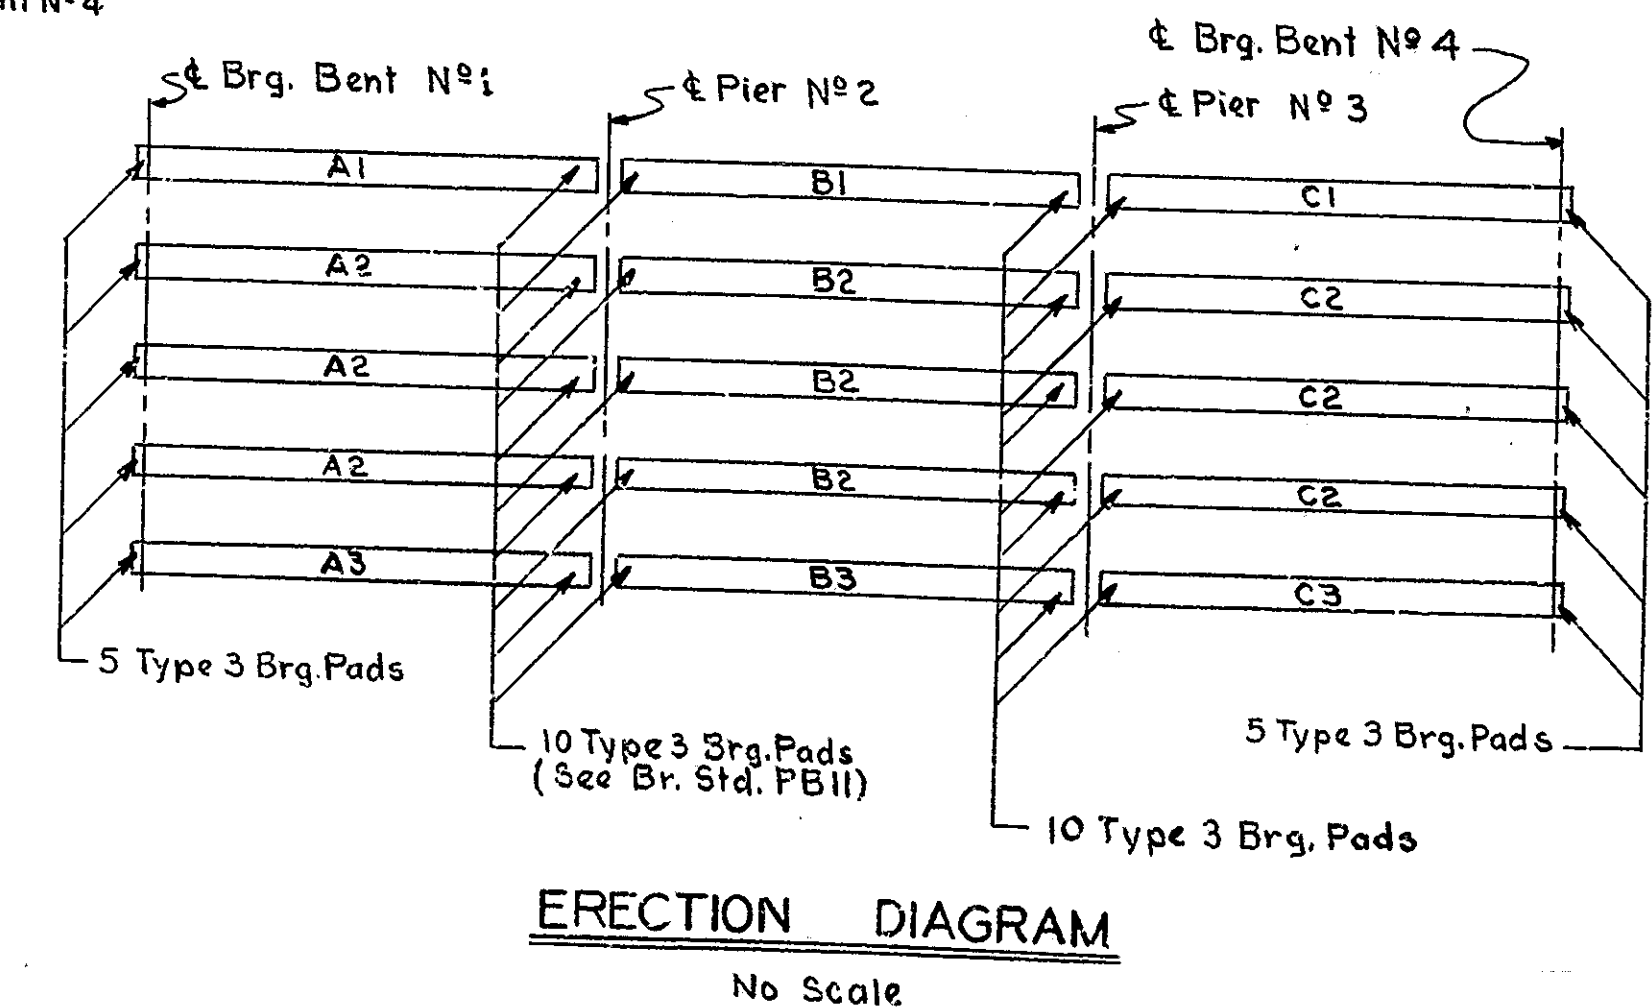 Nº 4
℄ Brg. Bent Nº 1
℄ Pier Nº 2
℄ Brg. Bent Nº 4
℄ Pier Nº 3
A1
B1
C1
A2
B2
C2
A2
B2
C2
A2
B2
C2
A3
B3
C3
5 Type 3 Brg. Pads
10 Type 3 Brg. Pads
(See Br. Std. PB11)
5 Type 3 Brg. Pads
10 Type 3 Brg. Pads
ERECTION DIAGRAM
No Scale